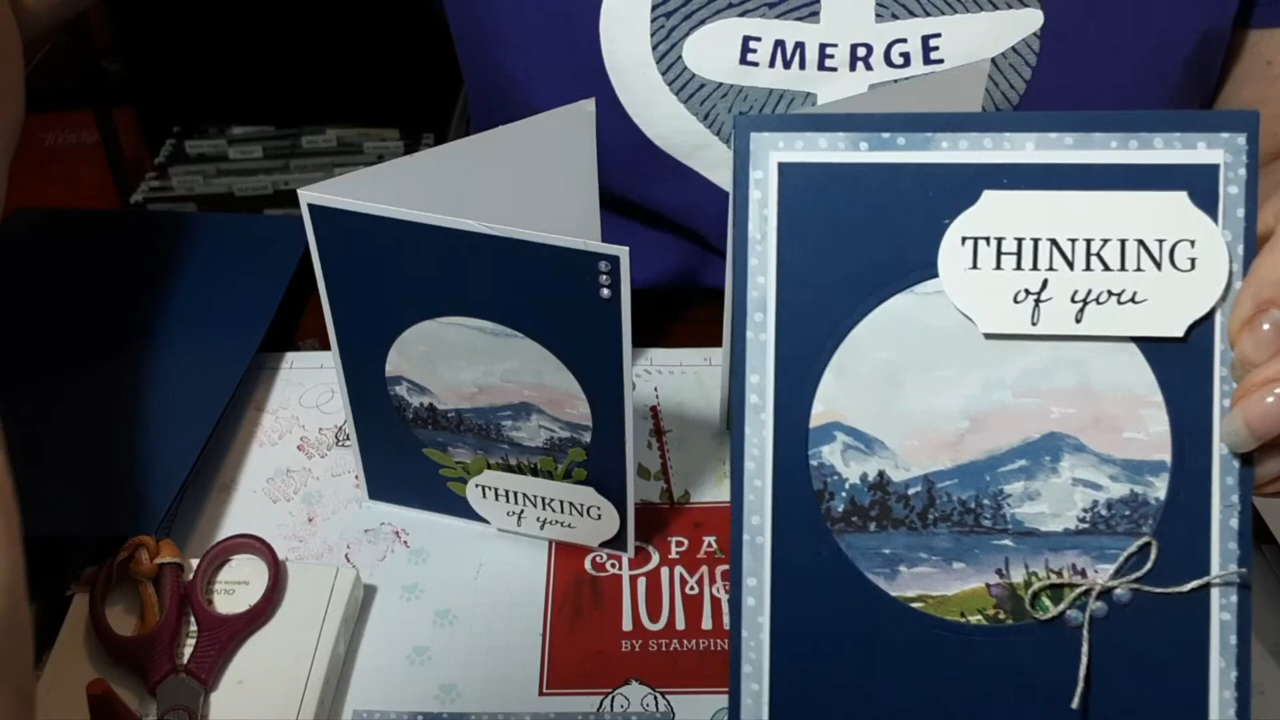 EMERGE
THINKING
of you
THINKING
of you
PA
PUMP
BY STAMPIN